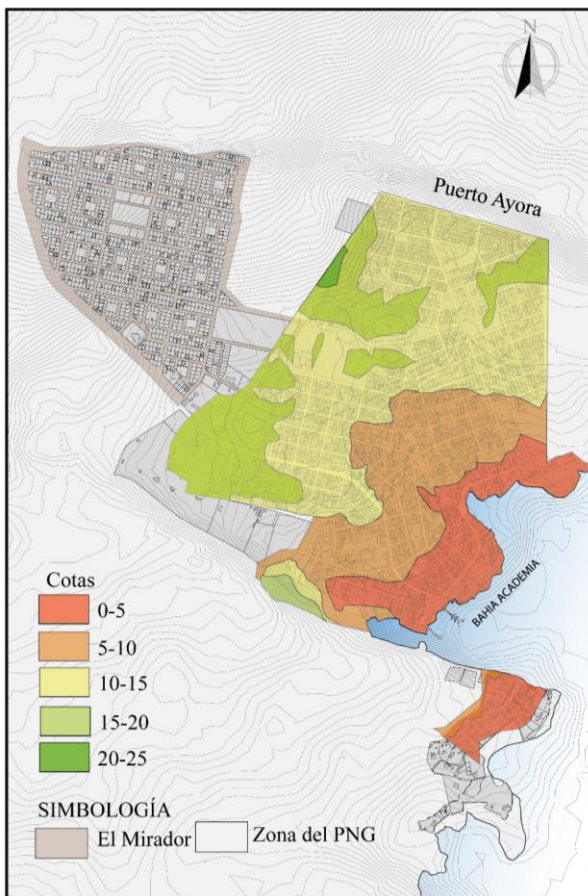 N
Puerto Ayora
BAHIA ACADEMIA
Cotas
0-5
5-10
10-15
15-20
20-25
SIMBOLOGÍA
El Mirador
Zona del PNG